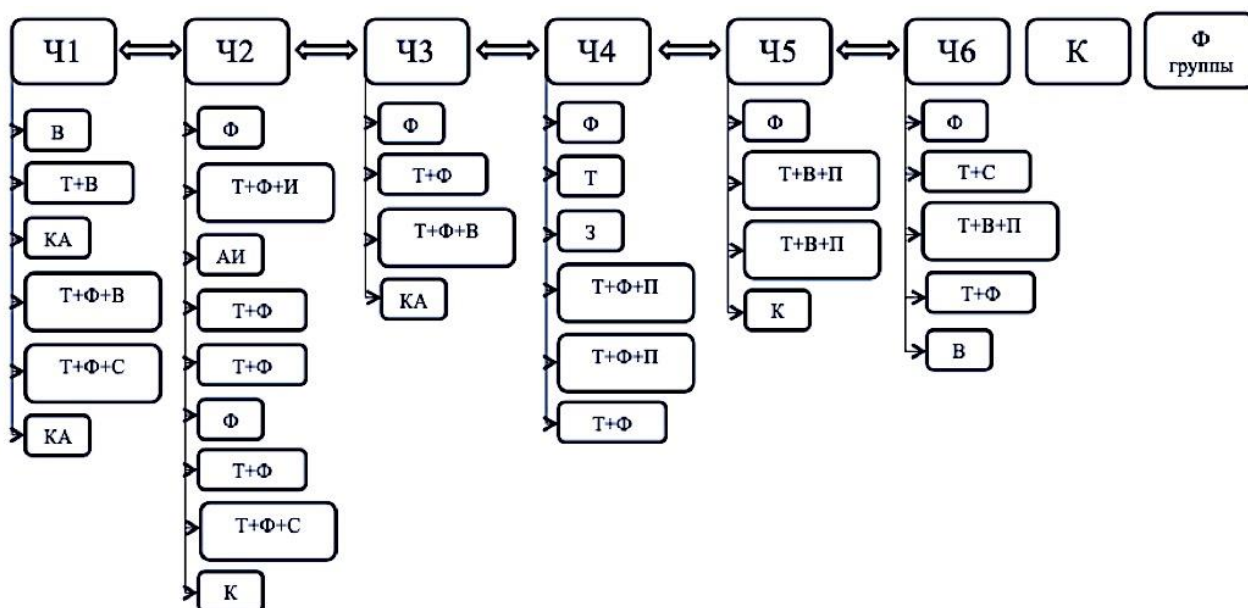 Ч1
Ч2
Ч3
Ч4
Ч5
Ч6
К
Ф
группы
В
Т+В
КА
Т+Ф+В
Т+Ф+С
КА
Ф
Т+Ф+И
АИ
Т+Ф
Т+Ф
Ф
Т+Ф
Т+Ф+С
К
Ф
Т+Ф
Т+Ф+В
КА
Ф
Т
З
Т+Ф+П
Т+Ф+П
Т+Ф
Ф
Т+В+П
Т+В+П
К
Ф
Т+С
Т+В+П
Т+Ф
В